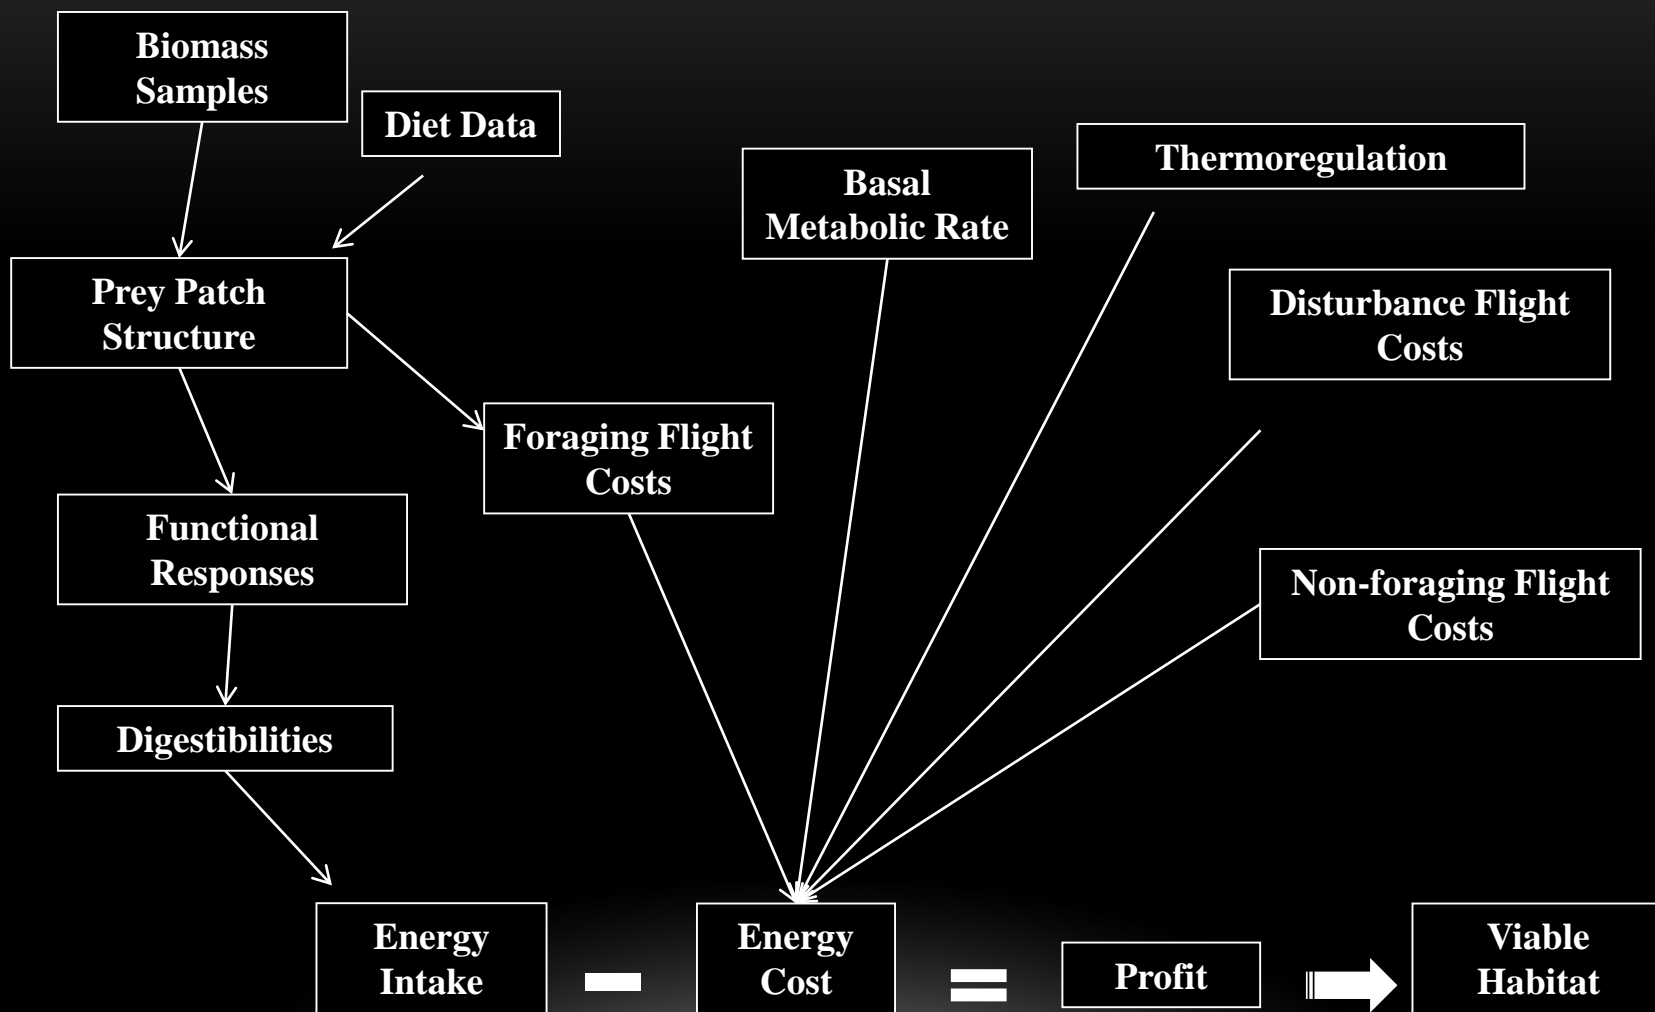 Biomass
Samples
Diet Data
Basal
Metabolic Rate
Thermoregulation
Prey Patch
Structure
Disturbance Flight
Costs
Foraging Flight
Costs
Functional
Responses
Non-foraging Flight
Costs
Digestibilities
Energy
Intake
Energy
Cost
=
Profit
Viable
Habitat